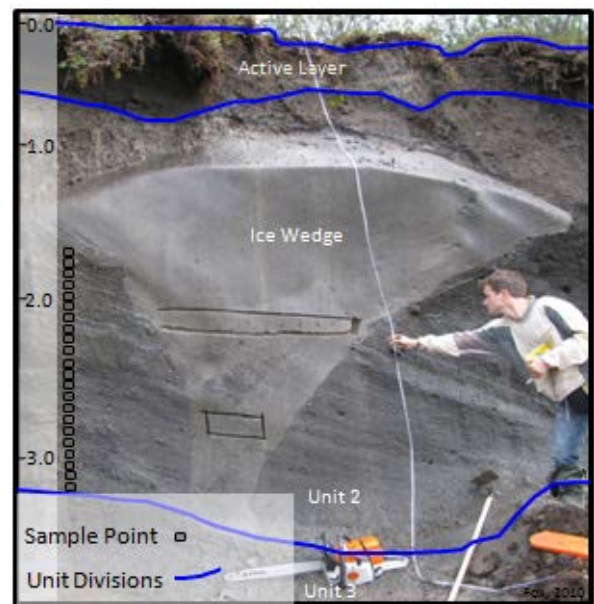 0.0
Active Layer
-1.0
Ice Wedge
-2.0
-3.0
Unit 2
Sample Point
Unit Divisions
Unit 3
Fox, 2010